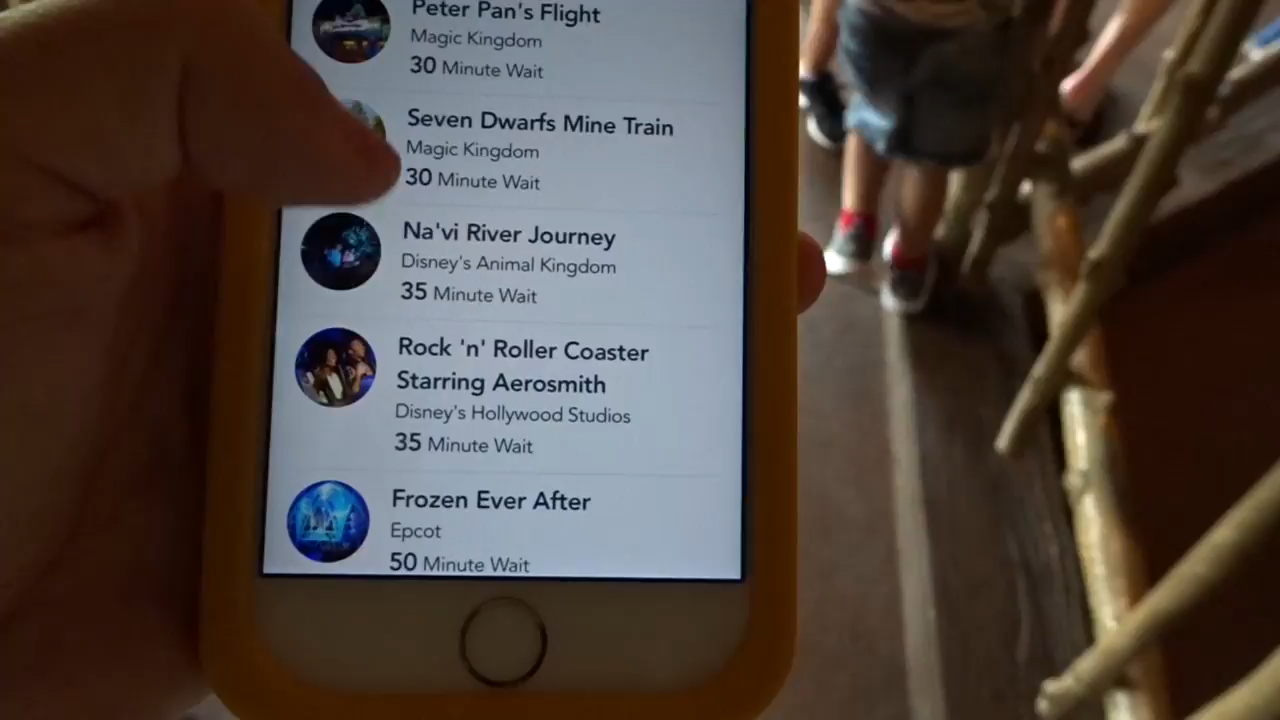 Peter Pan's Flight
Magic Kingdom
30 Minute Wait
Seven Dwarfs Mine Train
Magic Kingdom
30 Minute Wait
Na'vi River Journey
Disney's Animal Kingdom
35 Minute Wait
Rock 'n' Roller Coaster
Starring Aerosmith
Disney's Hollywood Studios
35 Minute Wait
Frozen Ever After
Epcot
50 Minute Wait